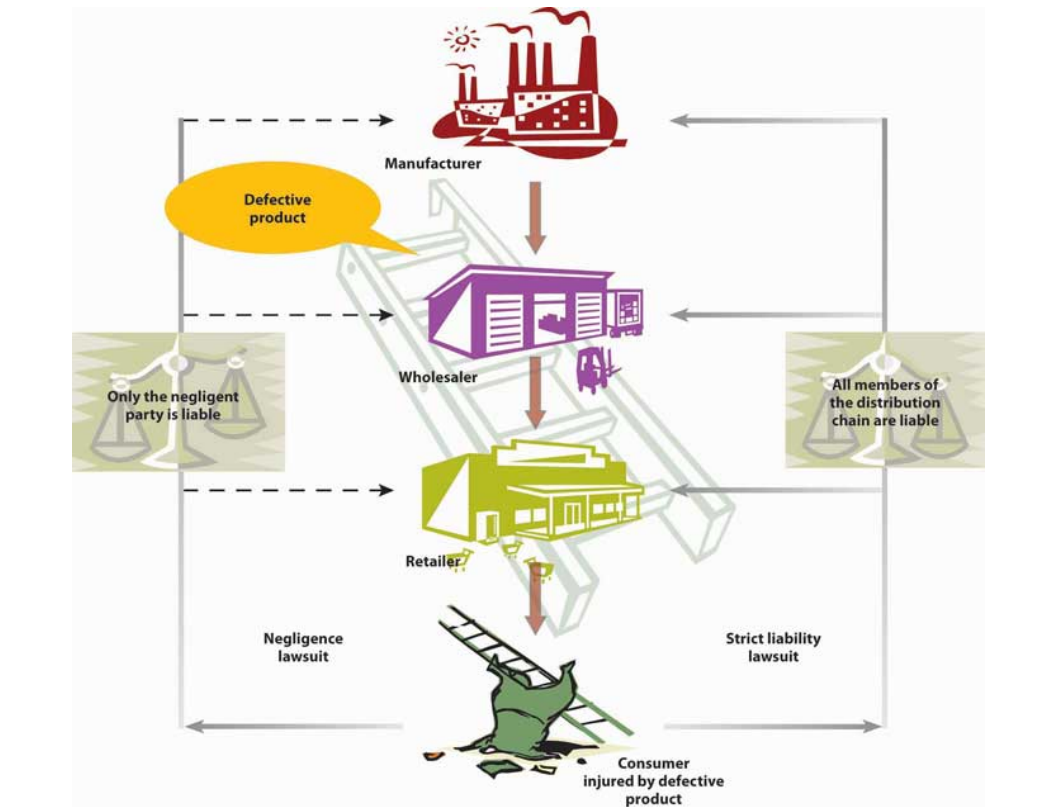 Manufacturer
Defective
product
Wholesaler
Only the negligent
party is liable
All members of
the distribution
chain are liable
Retailer
Negligence
lawsuit
Strict liability
lawsuit
Consumer
injured by defective
product